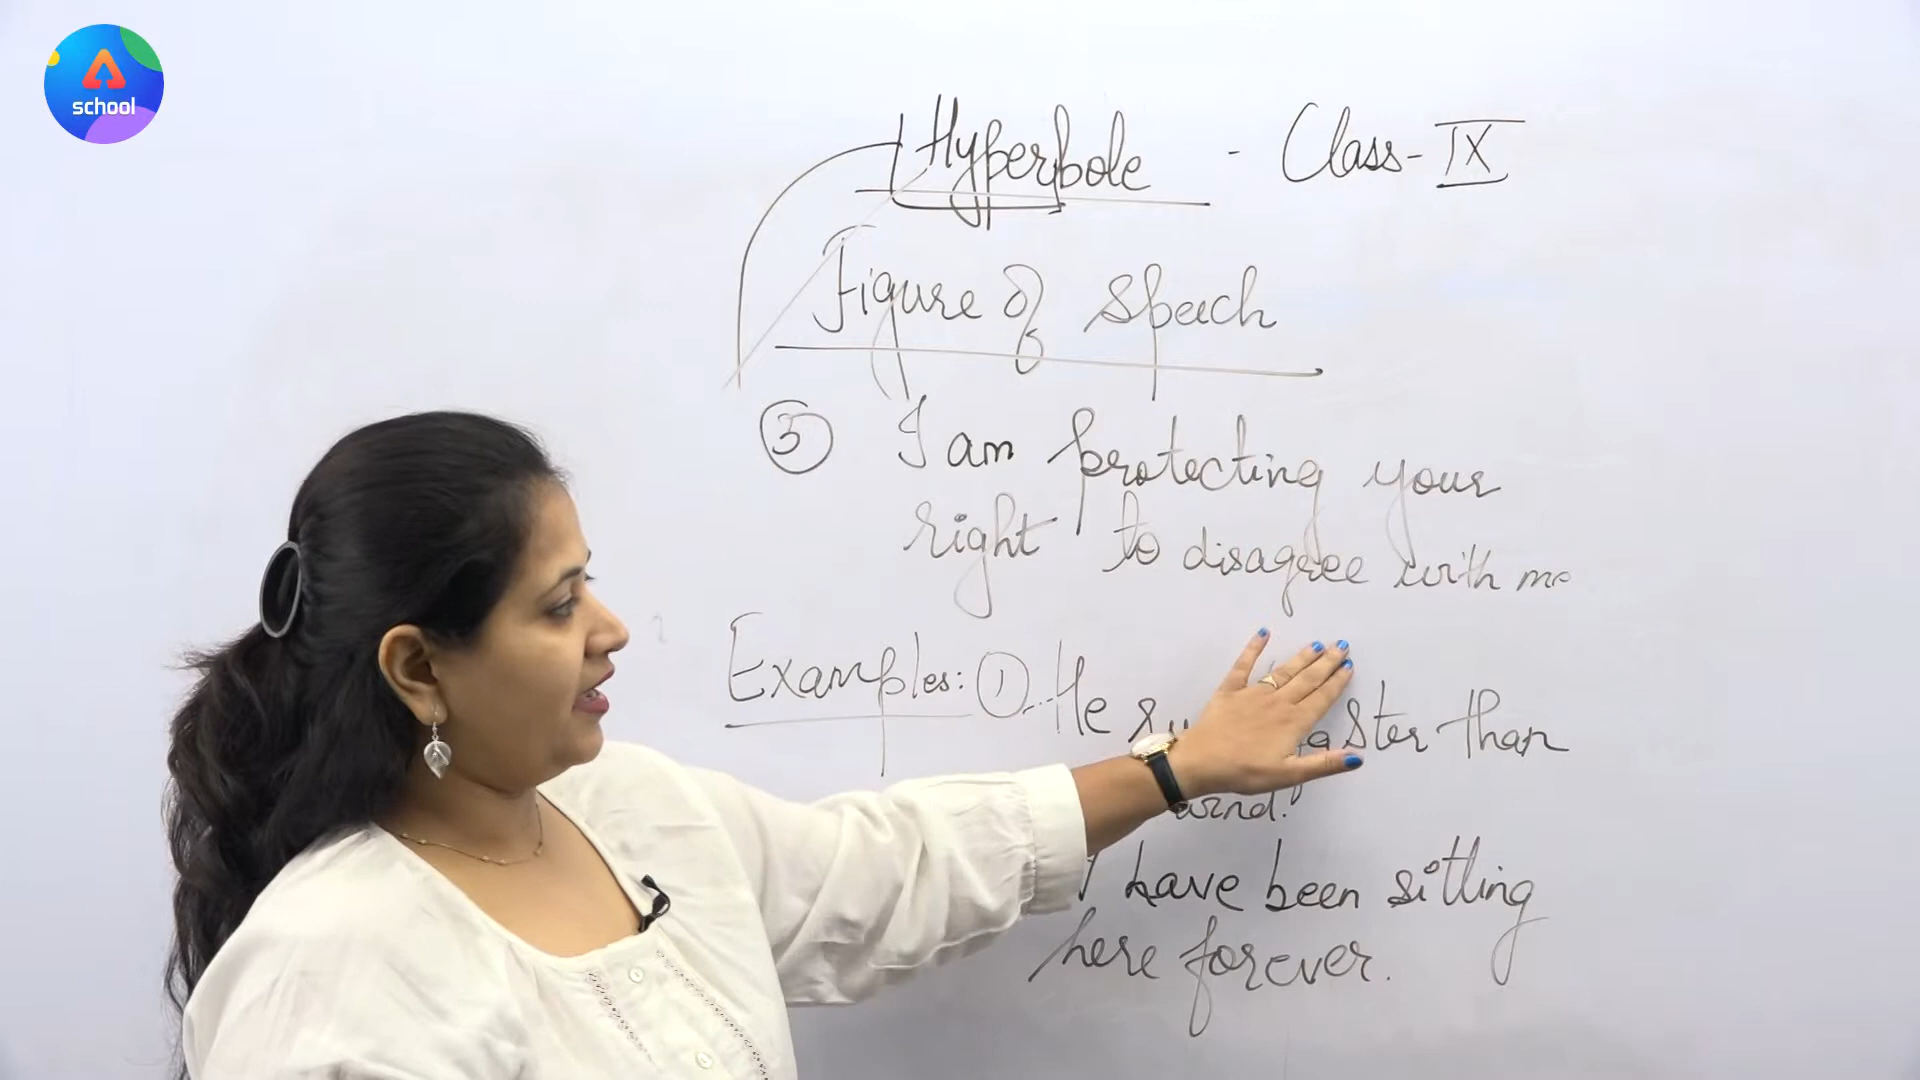 school
Hyperbole - Class-IX
Figure of speech
5 I am protecting your
right to disagree with me
Examples: 1 He faster than
wind.
I have been sitting
here forever.